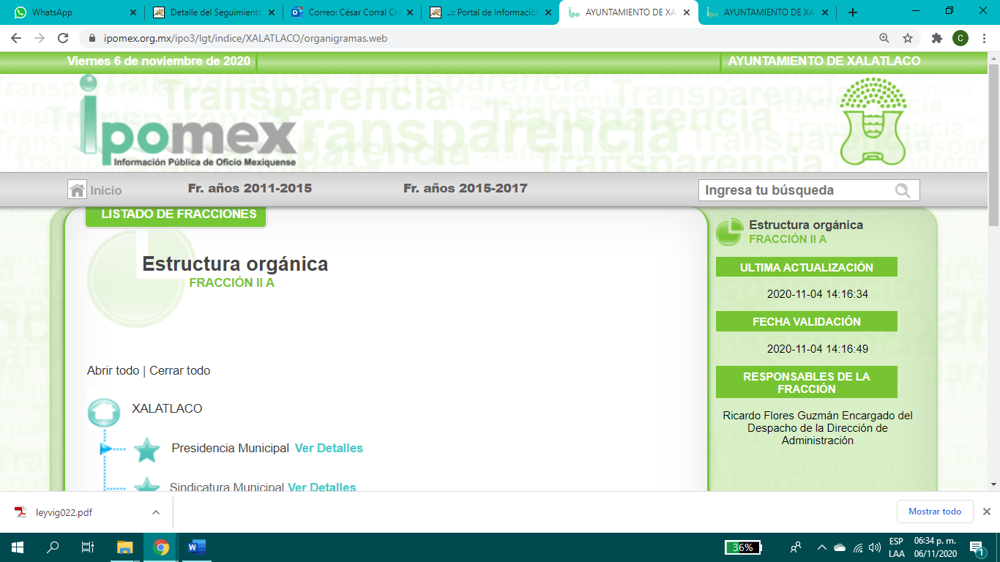 WhatsApp
Detalle del Seguimiento
Correo: César Corral Cru
..:: Portal de Información
AYUNTAMIENTO DE XA
AYUNTAMIENTO DE XA
ipomex.org.mx/ipo3/lgt/indice/XALATLACO/organigramas.web
C
Viernes 6 de noviembre de 2020
AYUNTAMIENTO DE XALATLACO
Transparencia
ipomex
Información Pública de Oficio Mexiquense
Inicio
Fr. años 2011-2015
Fr. años 2015-2017
Ingresa tu búsqueda
LISTADO DE FRACCIONES
Estructura orgánica
FRACCIÓN II A
Abrir todo | Cerrar todo
XALATLACO
Presidencia Municipal Ver Detalles
Sindicatura Municipal Ver Detalles
Estructura orgánica
FRACCIÓN II A
ULTIMA ACTUALIZACIÓN
2020-11-04 14:16:34
FECHA VALIDACIÓN
2020-11-04 14:16:49
RESPONSABLES DE LA
FRACCIÓN
Ricardo Flores Guzmán Encargado del
Despacho de la Dirección de
Administración
leyvig022.pdf
Mostrar todo
36%
ESP
LAA
06:34 p. m.
06/11/2020
1